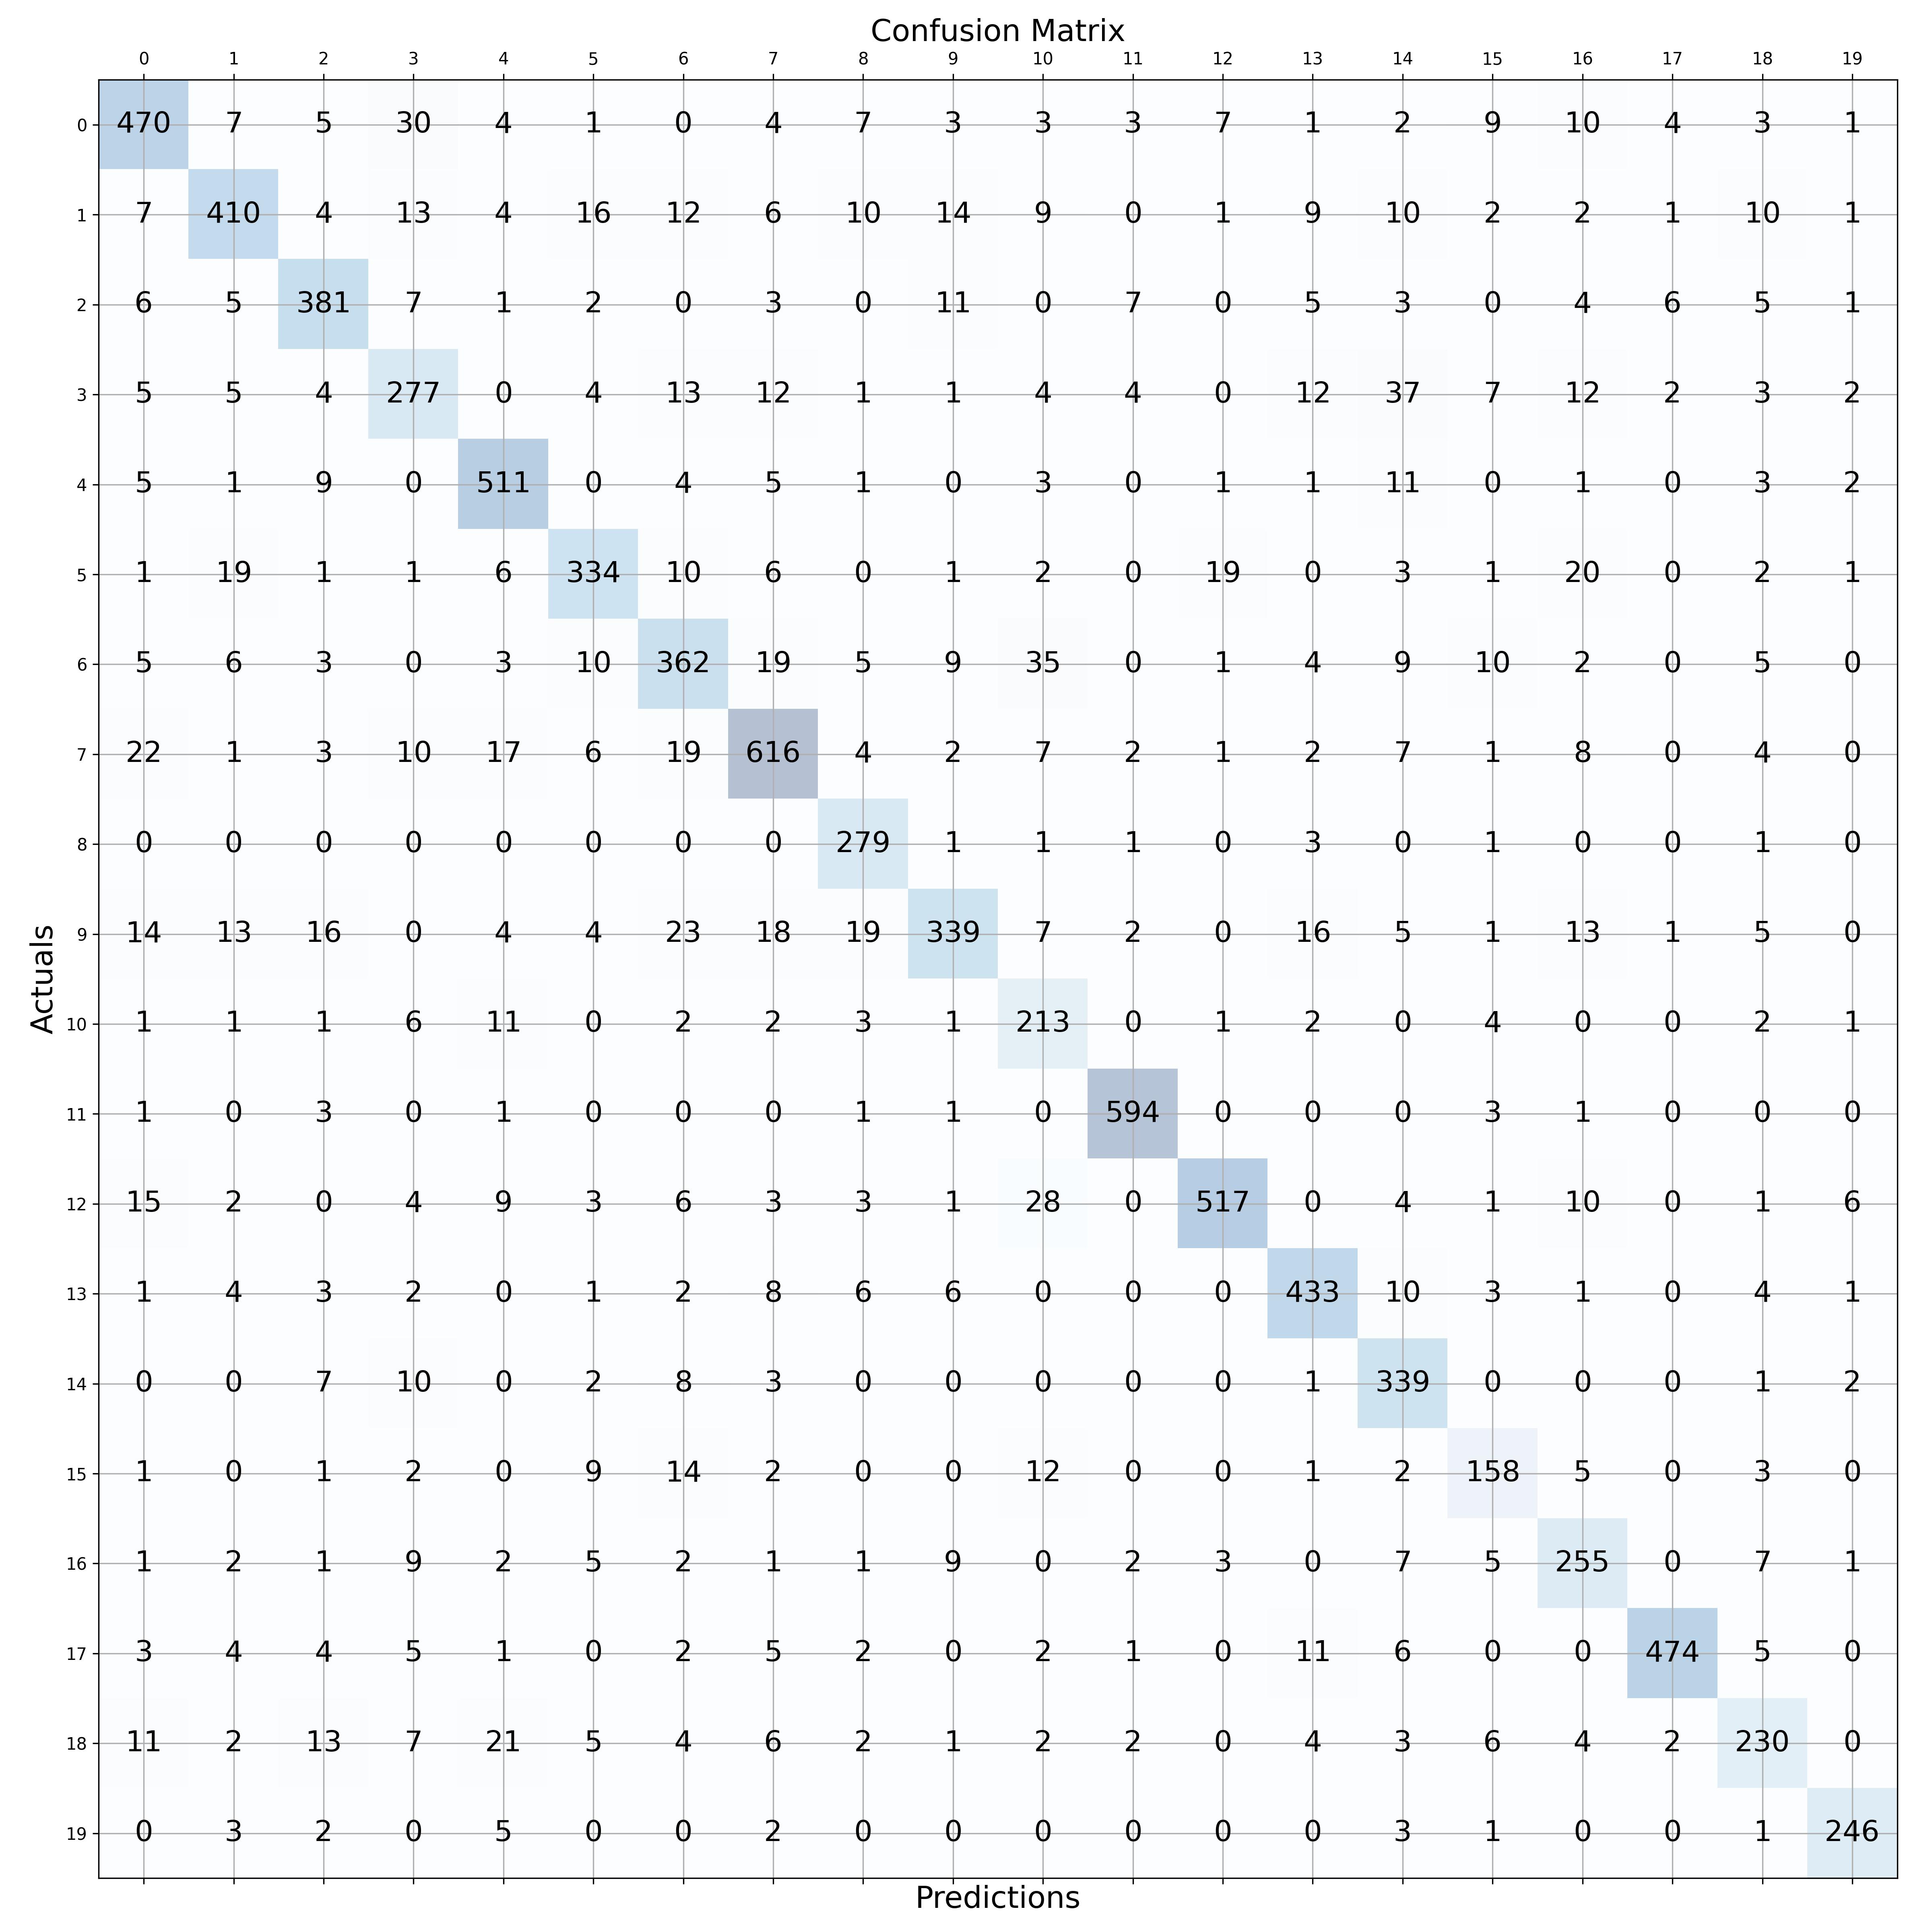 Confusion Matrix
0 1 2 3 4 5 6 7 8 9 10 11 12 13 14 15 16 17 18 19
0 470 7 5 30 4 1 0 4 7 3 3 3 7 1 2 9 10 4 3 1
1 7 410 4 13 4 16 12 6 10 14 9 0 1 9 10 2 2 1 10 1
2 6 5 381 7 1 2 0 3 0 11 0 7 0 5 3 0 4 6 5 1
3 5 5 4 277 0 4 13 12 1 1 4 4 0 12 37 7 12 2 3 2
4 5 1 9 0 511 0 4 5 1 0 3 0 1 1 11 0 1 0 3 2
5 1 19 1 1 6 334 10 6 0 1 2 0 19 0 3 1 20 0 2 1
6 5 6 3 0 3 10 362 19 5 9 35 0 1 4 9 10 2 0 5 0
7 22 1 3 10 17 6 19 616 4 2 7 2 1 2 7 1 8 0 4 0
8 0 0 0 0 0 0 0 0 279 1 1 1 0 3 0 1 0 0 1 0
9 14 13 16 0 4 4 23 18 19 339 7 2 0 16 5 1 13 1 5 0
Actuals
10 1 1 1 6 11 0 2 2 3 1 213 0 1 2 0 4 0 0 2 1
11 1 0 3 0 1 0 0 0 1 1 0 594 0 0 0 3 1 0 0 0
12 15 2 0 4 9 3 6 3 3 1 28 0 517 0 4 1 10 0 1 6
13 1 4 3 2 0 1 2 8 6 6 0 0 0 433 10 3 1 0 4 1
14 0 0 7 10 0 2 8 3 0 0 0 0 0 1 339 0 0 0 1 2
15 1 0 1 2 0 9 14 2 0 0 12 0 0 1 2 158 5 0 3 0
16 1 2 1 9 2 5 2 1 1 9 0 2 3 0 7 5 255 0 7 1
17 3 4 4 5 1 0 2 5 2 0 2 1 0 11 6 0 0 474 5 0
18 11 2 13 7 21 5 4 6 2 1 2 2 0 4 3 6 4 2 230 0
19 0 3 2 0 5 0 0 2 0 0 0 0 0 0 3 1 0 0 1 246
Predictions